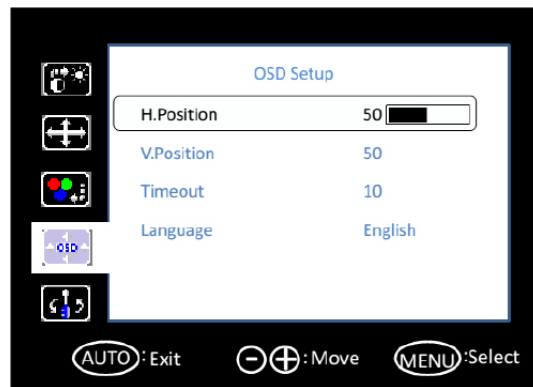 OSD Setup
H.Position 50
V.Position 50
Timeout 10
Language English
OSD
AUTO : Exit - + : Move MENU :Select